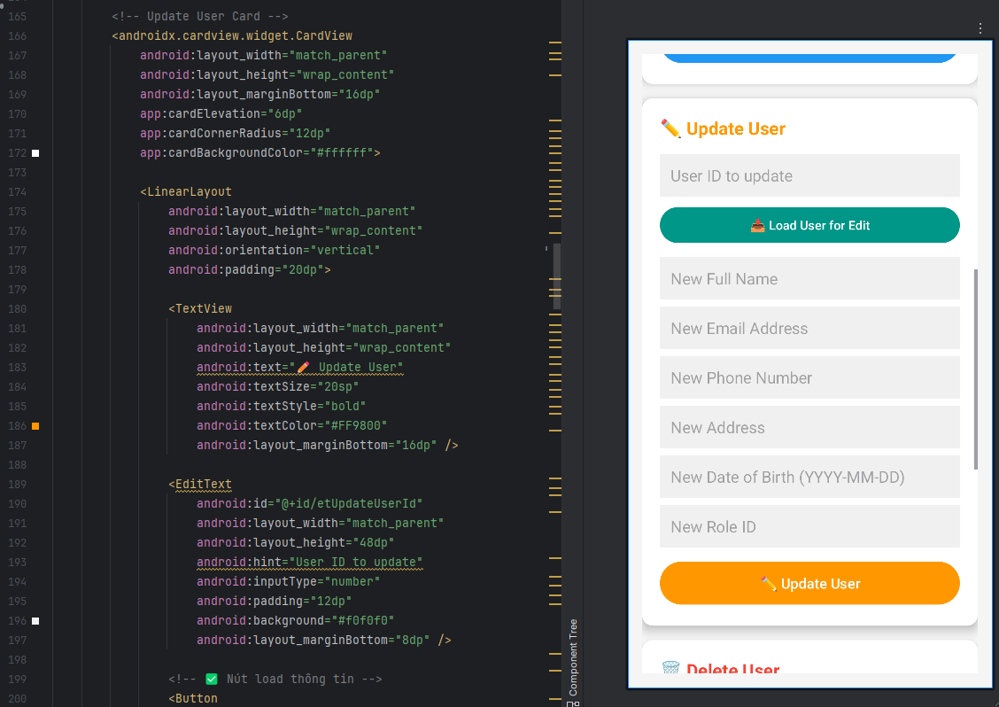 165 <!-- Update User Card -->
166 <androidx.cardview.widget.CardView
167 android:layout_width="match_parent"
168 android:layout_height="wrap_content"
169 android:layout_marginBottom="16dp"
170 app:cardElevation="6dp"
171 app:cardCornerRadius="12dp"
172 app:cardBackgroundColor="#ffffff">
173
174 <LinearLayout
175 android:layout_width="match_parent"
176 android:layout_height="wrap_content"
177 android:orientation="vertical"
178 android:padding="20dp">
179
180 <TextView
181 android:layout_width="match_parent"
182 android:layout_height="wrap_content"
183 android:text="✏️ Update User"
184 android:textSize="20sp"
185 android:textStyle="bold"
186 android:textColor="#FF9800"
187 android:layout_marginBottom="16dp" />
188
189 <EditText
190 android:id="@+id/etUpdateUserId"
191 android:layout_width="match_parent"
192 android:layout_height="48dp"
193 android:hint="User ID to update"
194 android:inputType="number"
195 android:padding="12dp"
196 android:background="#f0f0f0"
197 android:layout_marginBottom="8dp" />
198
199 <!-- ✅ Nút load thông tin -->
200 <Button
Component Tree
✏️ Update User
User ID to update
📥 Load User for Edit
New Full Name
New Email Address
New Phone Number
New Address
New Date of Birth (YYYY-MM-DD)
New Role ID
✏️ Update User
🗑️ Delete User